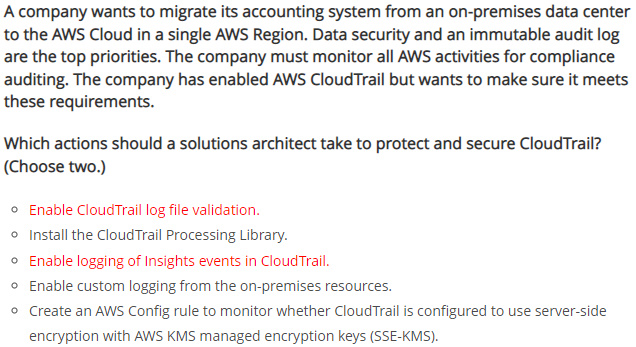 A company wants to migrate its accounting system from an on-premises data center
to the AWS Cloud in a single AWS Region. Data security and an immutable audit log
are the top priorities. The company must monitor all AWS activities for compliance
auditing. The company has enabled AWS CloudTrail but wants to make sure it meets
these requirements.
Which actions should a solutions architect take to protect and secure CloudTrail?
(Choose two.)
Enable CloudTrail log file validation.
Install the CloudTrail Processing Library.
Enable logging of Insights events in CloudTrail.
Enable custom logging from the on-premises resources.
Create an AWS Config rule to monitor whether CloudTrail is configured to use server-side
encryption with AWS KMS managed encryption keys (SSE-KMS).